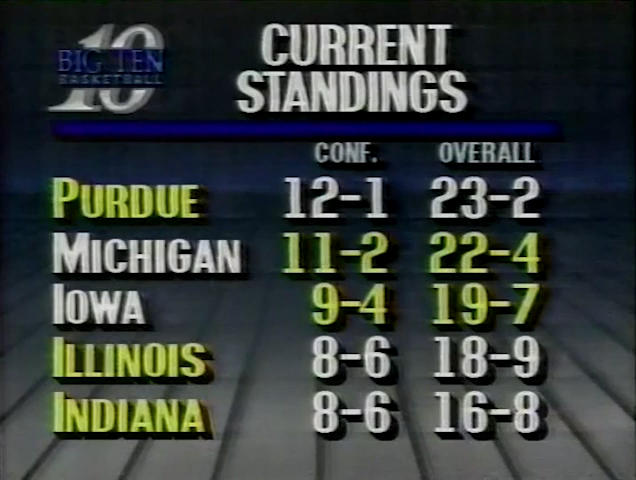 10
BIG TEN
BASKETBALL
CURRENT
STANDINGS
CONF. OVERALL
PURDUE 12-1 23-2
MICHIGAN 11-2 22-4
IOWA 9-4 19-7
ILLINOIS 8-6 18-9
INDIANA 8-6 16-8